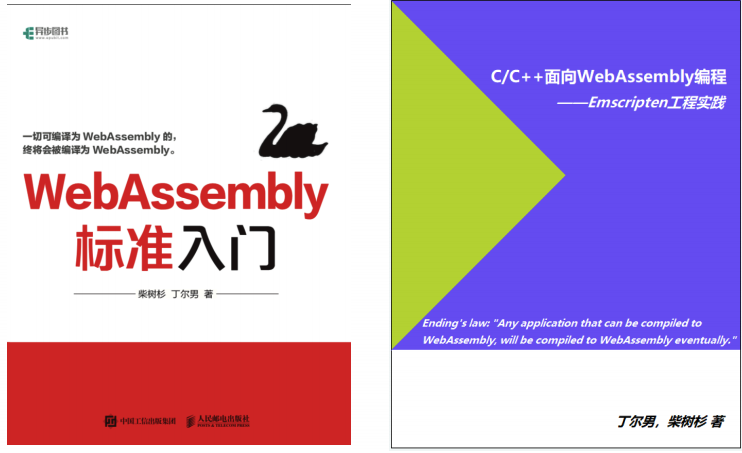 异步图书
www.epubit.com
一切可编译为 WebAssembly 的,
终将会被编译为 WebAssembly。
WebAssembly
标准入门
柴树杉 丁尔男 著
中国工信出版集团
人民邮电出版社
POSTS & TELECOM PRESS
C/C++面向WebAssembly编程
——Emscripten工程实践
Ending's law: "Any application that can be compiled to
WebAssembly, will be compiled to WebAssembly eventually."
丁尔男，柴树杉 著